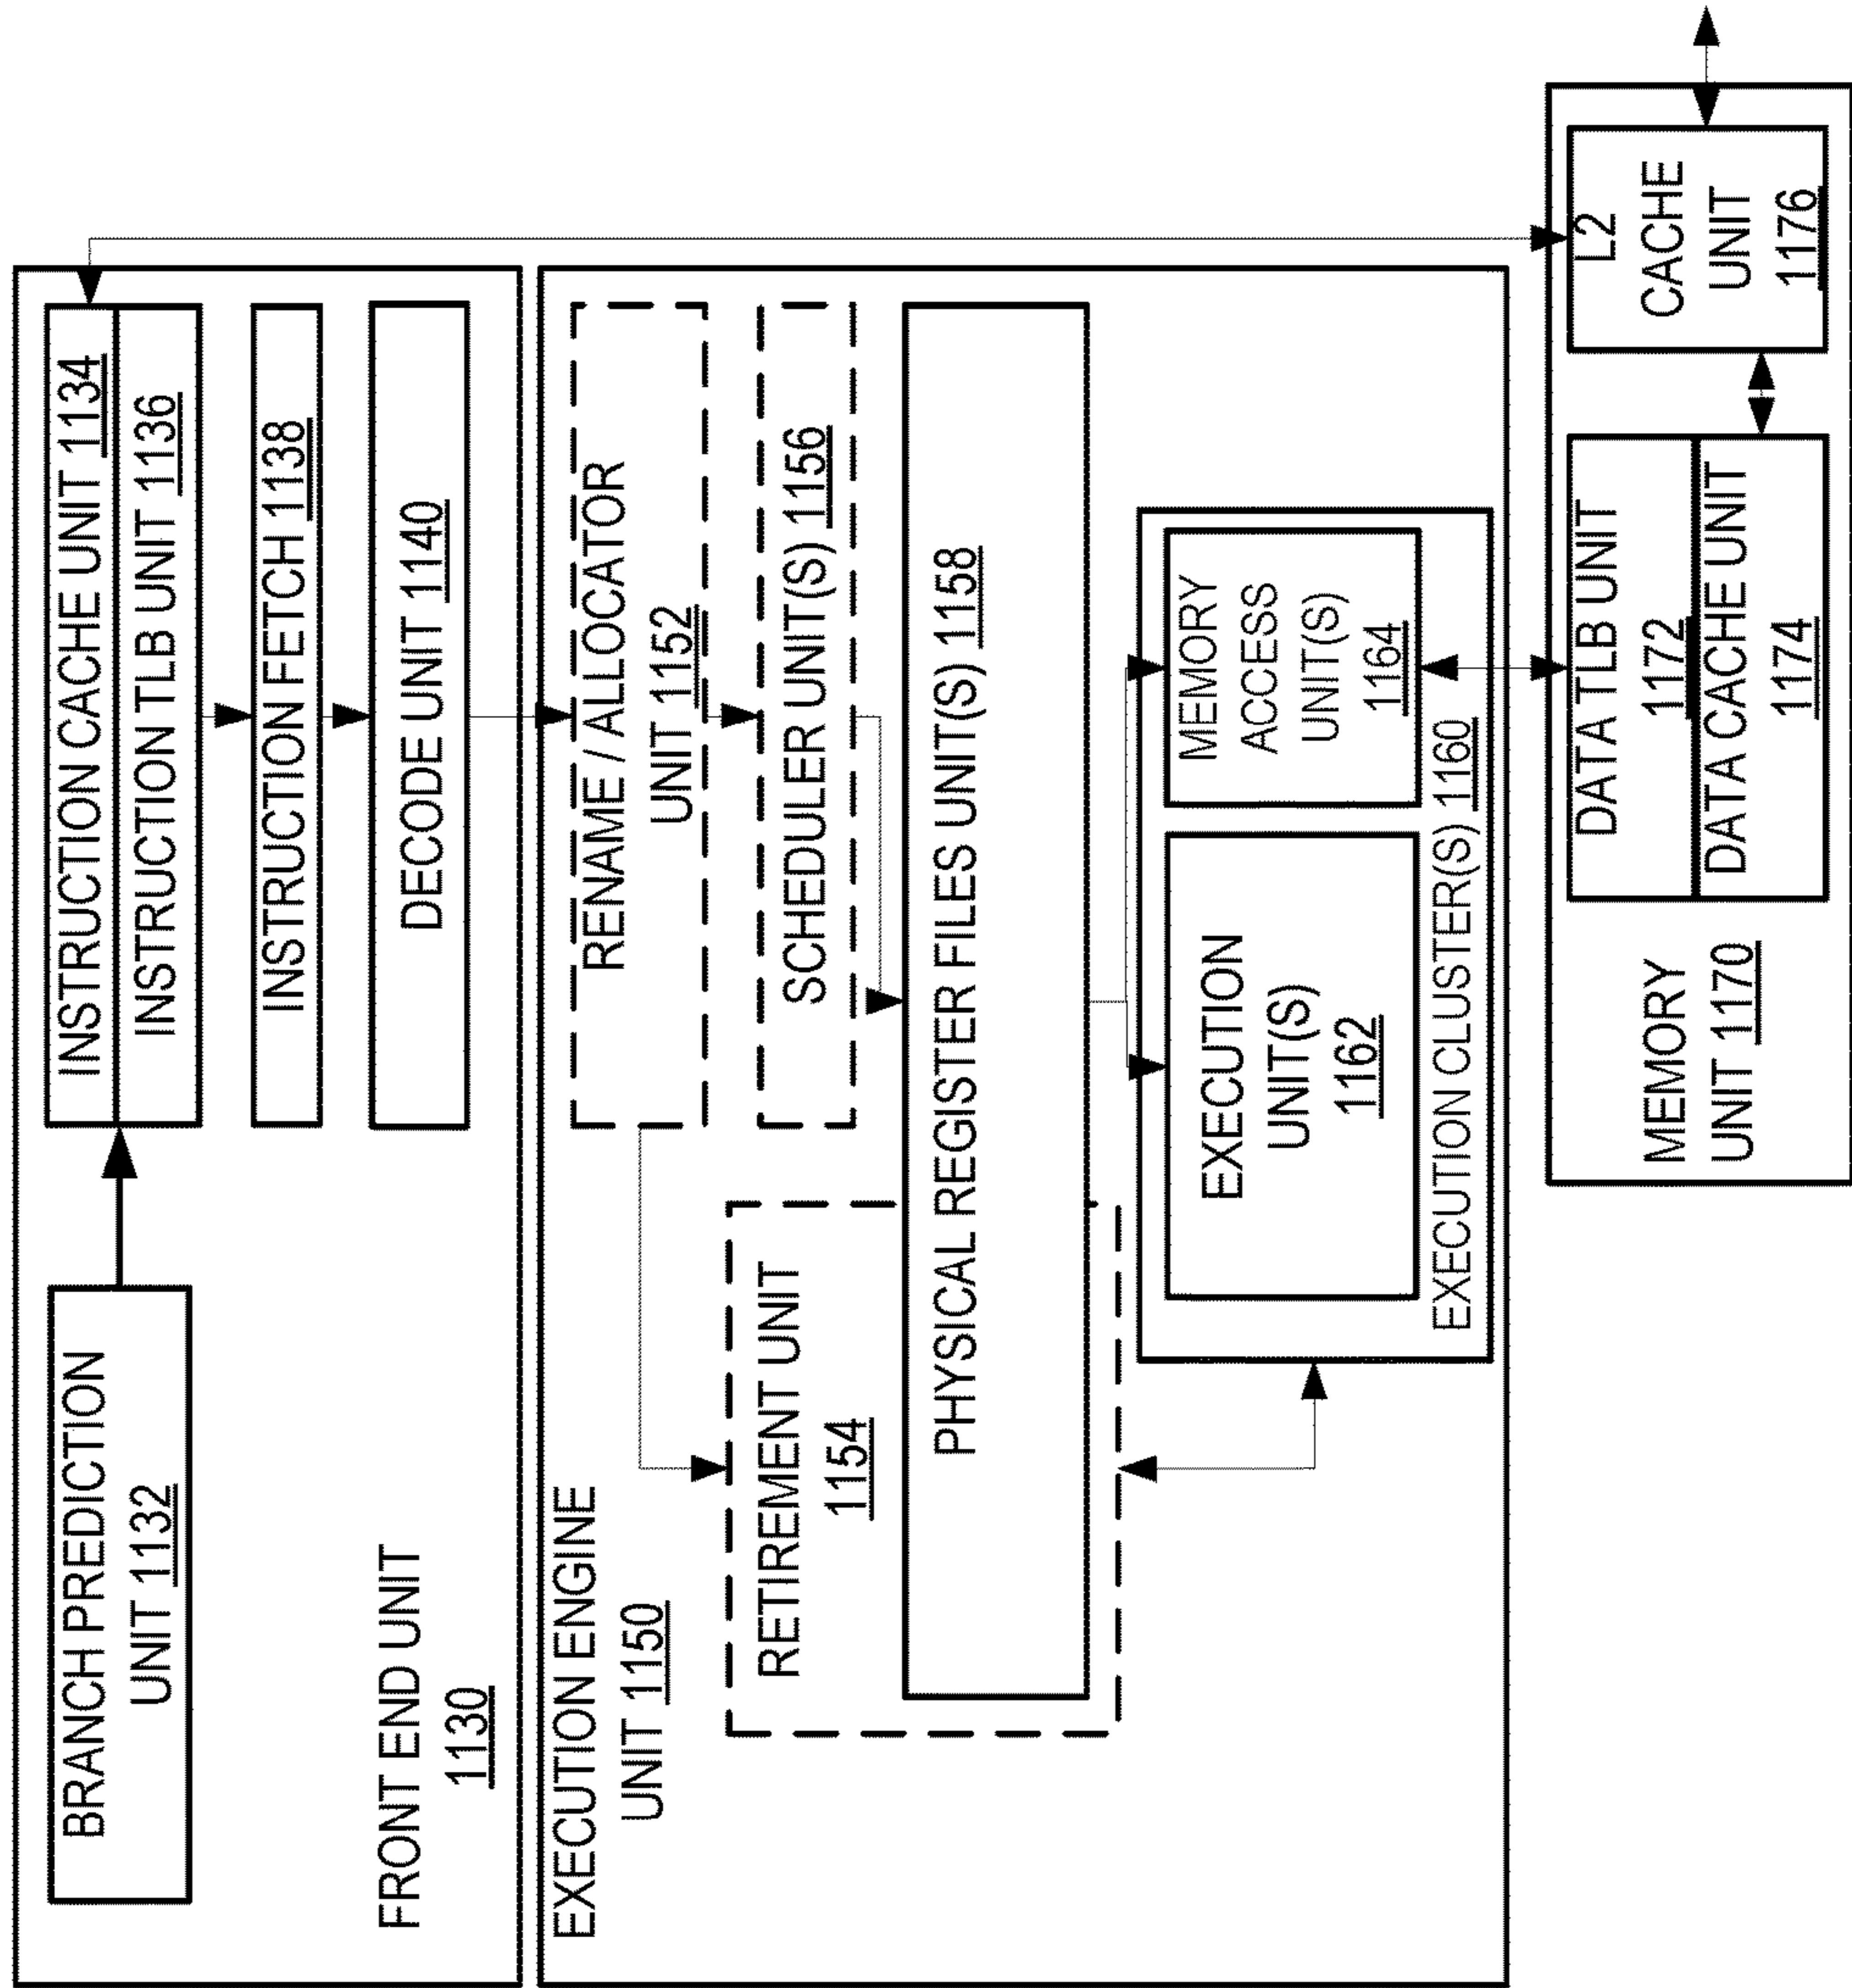 BRANCH PREDICTION
UNIT 1132
INSTRUCTION CACHE UNIT 1134
INSTRUCTION TLB UNIT 1136
INSTRUCTION FETCH 1138
DECODE UNIT 1140
FRONT END UNIT
1130
EXECUTION ENGINE
UNIT 1150
RENAME / ALLOCATOR
UNIT 1152
RETIREMENT UNIT
1154
SCHEDULER UNIT(S) 1156
PHYSICAL REGISTER FILES UNIT(S) 1158
EXECUTION
UNIT(S)
1162
MEMORY
ACCESS
UNIT(S)
1164
EXECUTION CLUSTER(S) 1160
MEMORY
UNIT 1170
DATA TLB UNIT
1172
DATA CACHE UNIT
1174
L2
CACHE
UNIT
1176